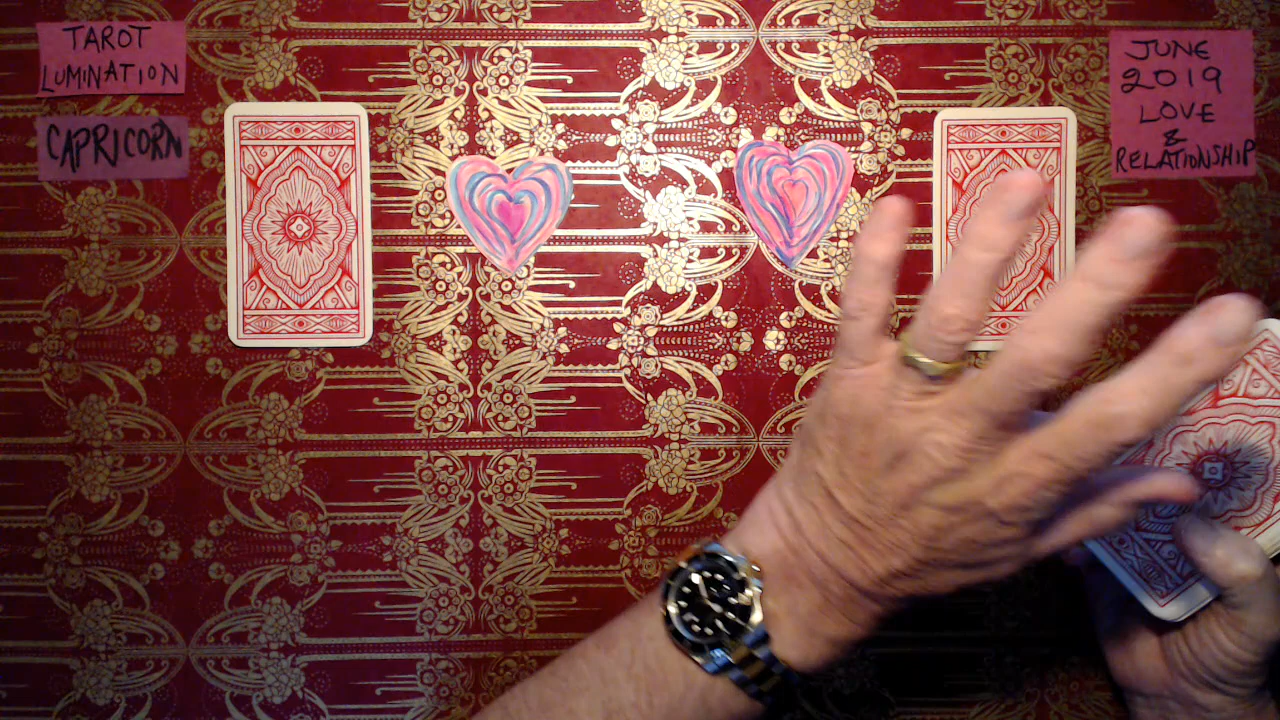 TAROT
LUMINATION
CAPRICORN
JUNE
2019
LOVE
&
RELATIONSHIP